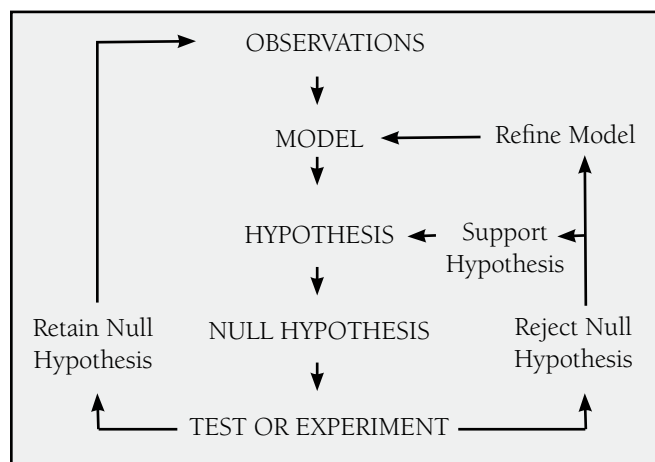 OBSERVATIONS
MODEL
Refine Model
HYPOTHESIS
Support
Hypothesis
Retain Null
Hypothesis
NULL HYPOTHESIS
Reject Null
Hypothesis
TEST OR EXPERIMENT